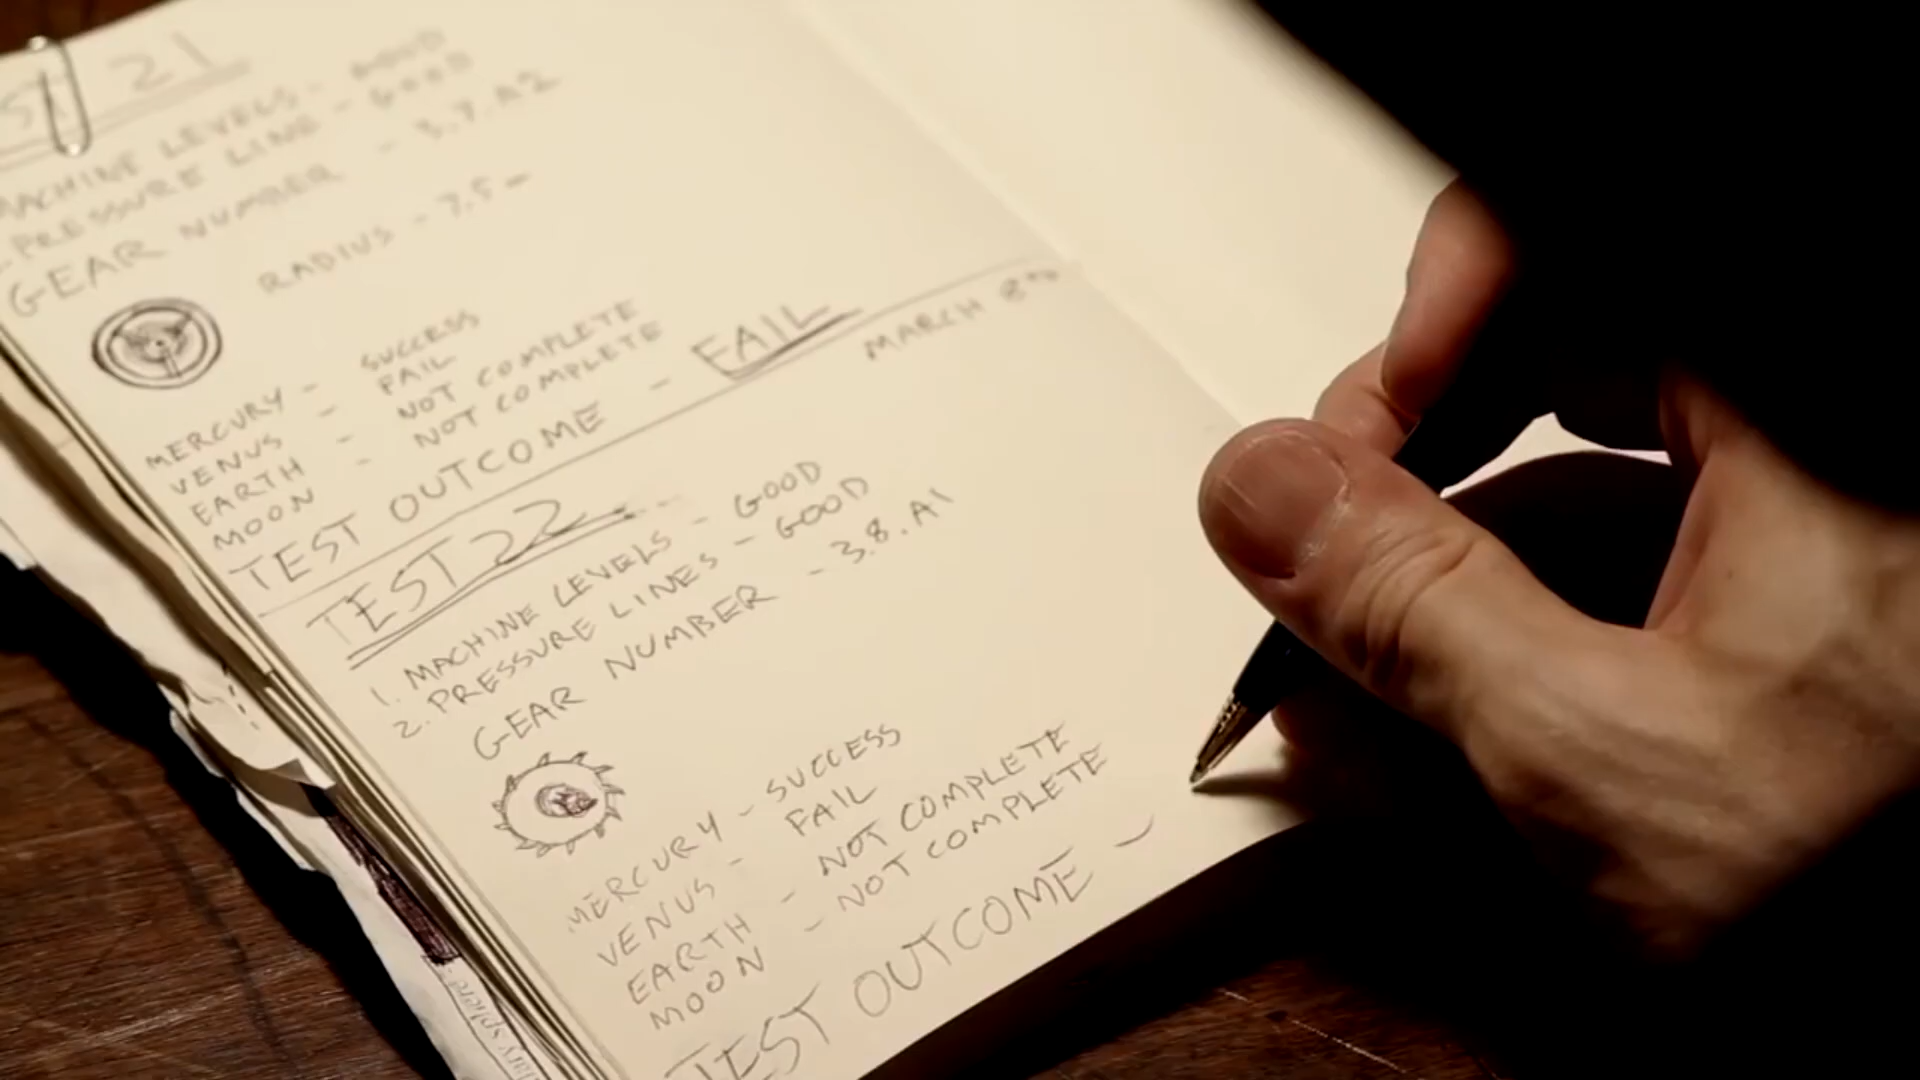 21
MACHINE LEVELS - GOOD
PRESSURE LINE - GOOD
GEAR NUMBER - 3.7.A2
RADIUS - 7.5
MERCURY - SUCCESS
VENUS - FAIL
EARTH - NOT COMPLETE
MOON - NOT COMPLETE
TEST OUTCOME - FAIL
MARCH 8TH
TEST 22
1. MACHINE LEVELS - GOOD
2. PRESSURE LINES - GOOD
GEAR NUMBER - 3.8.A1
MERCURY - SUCCESS
VENUS - FAIL
EARTH - NOT COMPLETE
MOON - NOT COMPLETE
TEST OUTCOME -